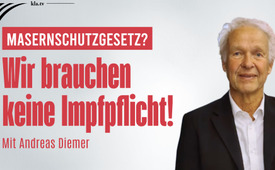 kla.tv
MASERNSCHUTZGESETZ?
Wir brauchen
keine Impfpflicht!
Mit Andreas Diemer